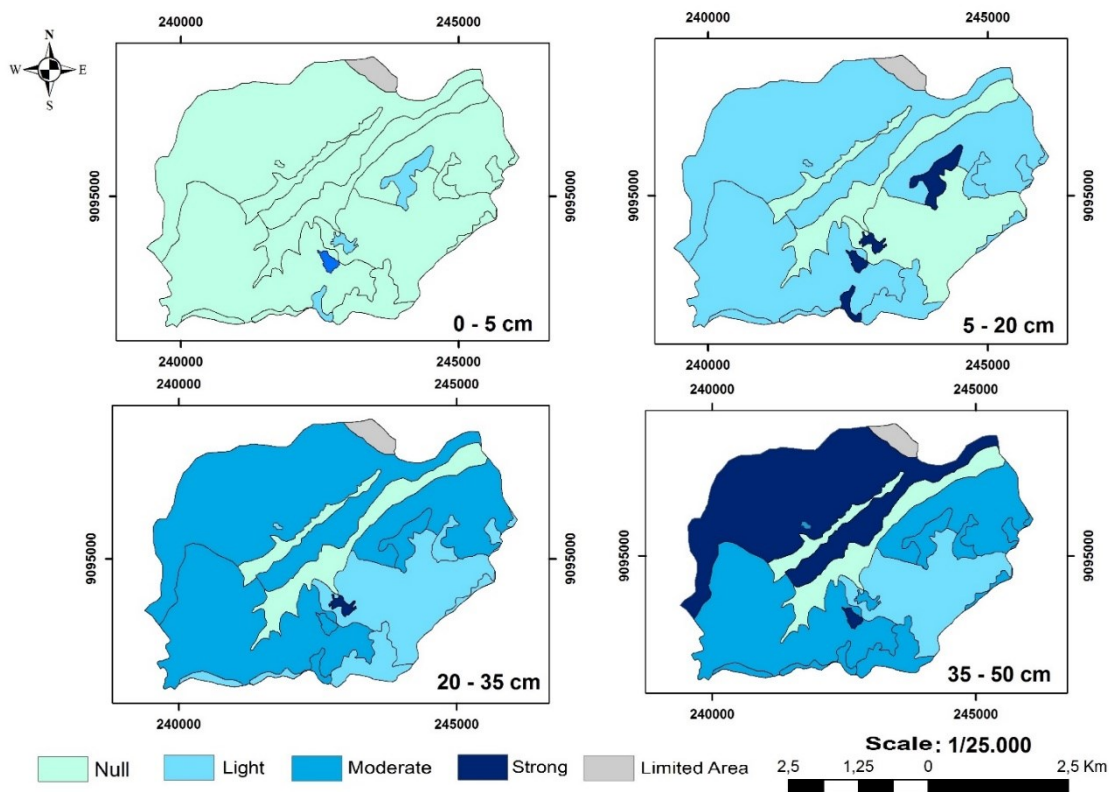 N
W E
S
240000 245000
9095000 9095000
0 - 5 cm
240000 245000
240000 245000
9095000 9095000
5 - 20 cm
240000 245000
240000 245000
9095000 9095000
20 - 35 cm
240000 245000
240000 245000
9095000 9095000
35 - 50 cm
240000 245000
Null Light Moderate Strong Limited Area
Scale: 1/25.000
2,5 1,25 0 2,5 Km